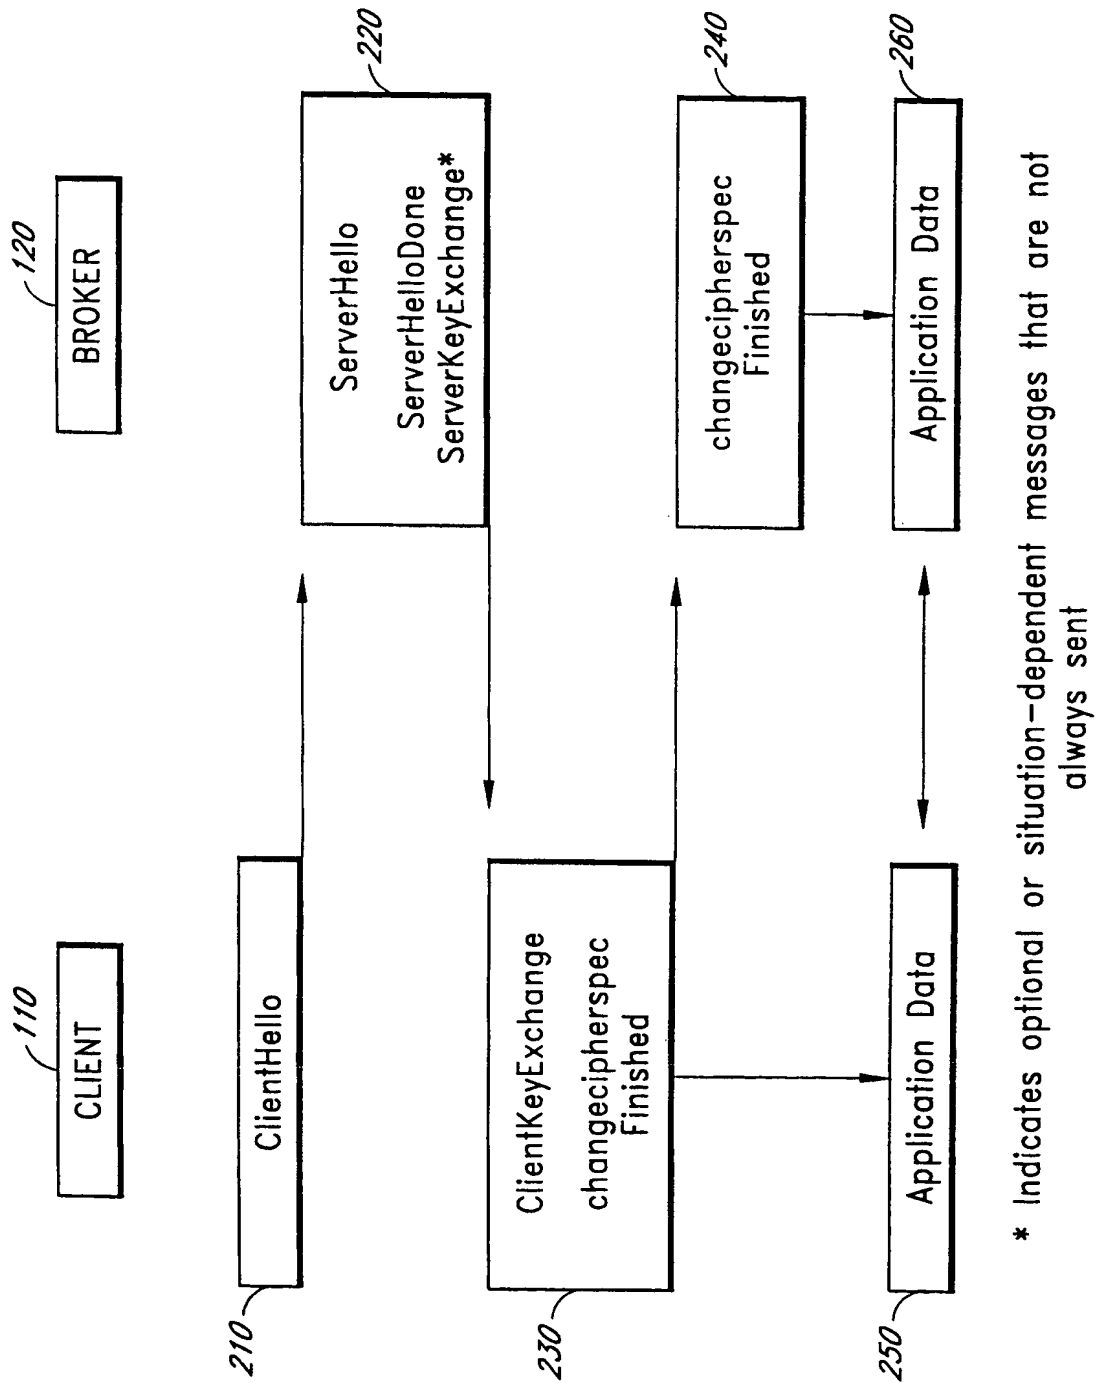 110
CLIENT
120
BROKER
210
ClientHello
220
ServerHello
ServerHelloDone
ServerKeyExchange*
230
ClientKeyExchange
changecipherspec
Finished
240
changecipherspec
Finished
250
Application Data
260
Application Data
* Indicates optional or situation-dependent messages that are not
always sent